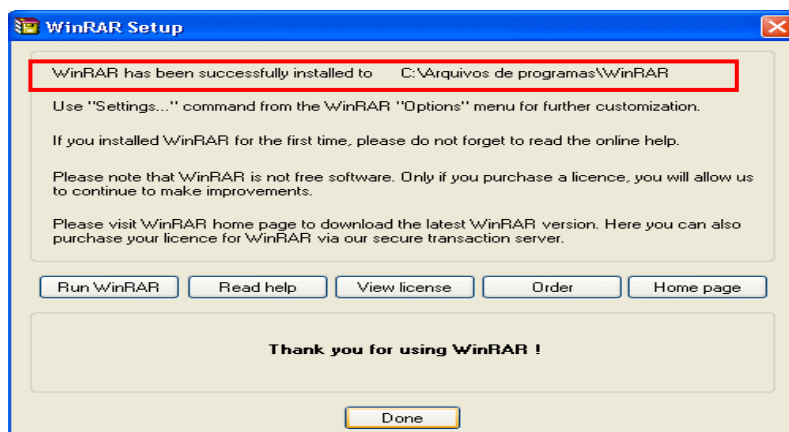 WinRAR Setup
WinRAR has been successfully installed to C:\Arquivos de programas\WinRAR
Use "Settings..." command from the WinRAR "Options" menu for further customization.
If you installed WinRAR for the first time, please do not forget to read the online help.
Please note that WinRAR is not free software. Only if you purchase a licence, you will allow us
to continue to make improvements.
Please visit WinRAR home page to download the latest WinRAR version. Here you can also
purchase your licence for WinRAR via our secure transaction server.
Run WinRAR Read help View license Order Home page
Thank you for using WinRAR !
Done